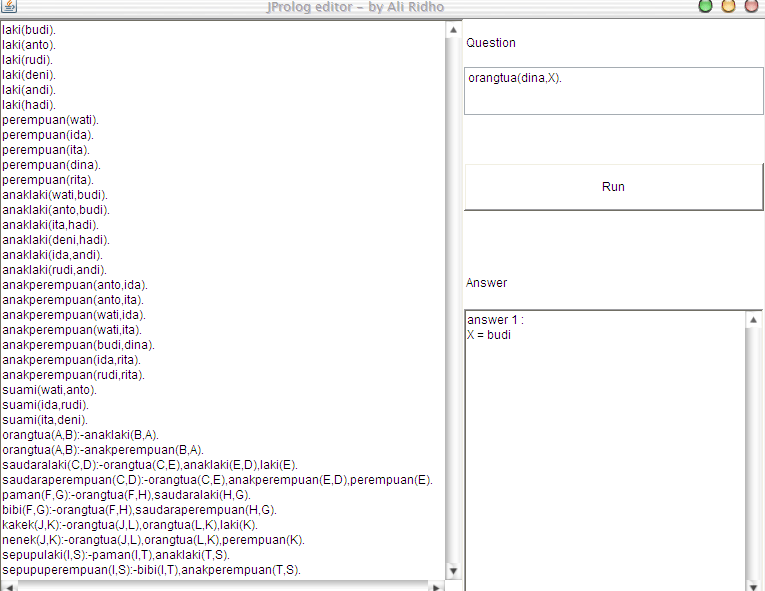 JProlog editor - by Ali Ridho
laki(budi).
laki(anto).
laki(rudi).
laki(deni).
laki(andi).
laki(hadi).
perempuan(wati).
perempuan(ida).
perempuan(ita).
perempuan(dina).
perempuan(rita).
anaklaki(wati,budi).
anaklaki(anto,budi).
anaklaki(ita,hadi).
anaklaki(deni,hadi).
anaklaki(ida,andi).
anaklaki(rudi,andi).
anakperempuan(anto,ida).
anakperempuan(anto,ita).
anakperempuan(wati,ida).
anakperempuan(wati,ita).
anakperempuan(budi,dina).
anakperempuan(ida,rita).
anakperempuan(rudi,rita).
suami(wati,anto).
suami(ida,rudi).
suami(ita,deni).
orangtua(A,B):-anaklaki(B,A).
orangtua(A,B):-anakperempuan(B,A).
saudaralaki(C,D):-orangtua(C,E),anaklaki(E,D),laki(E).
saudaraperempuan(C,D):-orangtua(C,E),anakperempuan(E,D),perempuan(E).
paman(F,G):-orangtua(F,H),saudaralaki(H,G).
bibi(F,G):-orangtua(F,H),saudaraperempuan(H,G).
kakek(J,K):-orangtua(J,L),orangtua(L,K),laki(K).
nenek(J,K):-orangtua(J,L),orangtua(L,K),perempuan(K).
sepupulaki(I,S):-paman(I,T),anaklaki(T,S).
sepupuperempuan(I,S):-bibi(I,T),anakperempuan(T,S).
Question
orangtua(dina,X).
Run
Answer
answer 1 :
X = budi